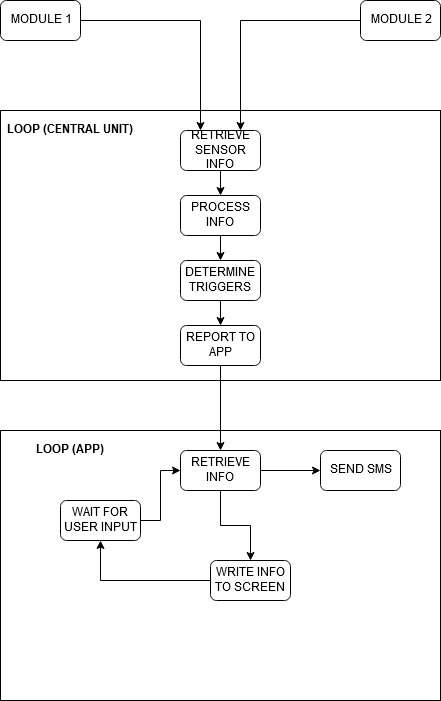 MODULE 1
MODULE 2
LOOP (CENTRAL UNIT)
RETRIEVE
SENSOR
INFO
PROCESS
INFO
DETERMINE
TRIGGERS
REPORT TO
APP
LOOP (APP)
RETRIEVE
INFO
SEND SMS
WAIT FOR
USER INPUT
WRITE INFO
TO SCREEN